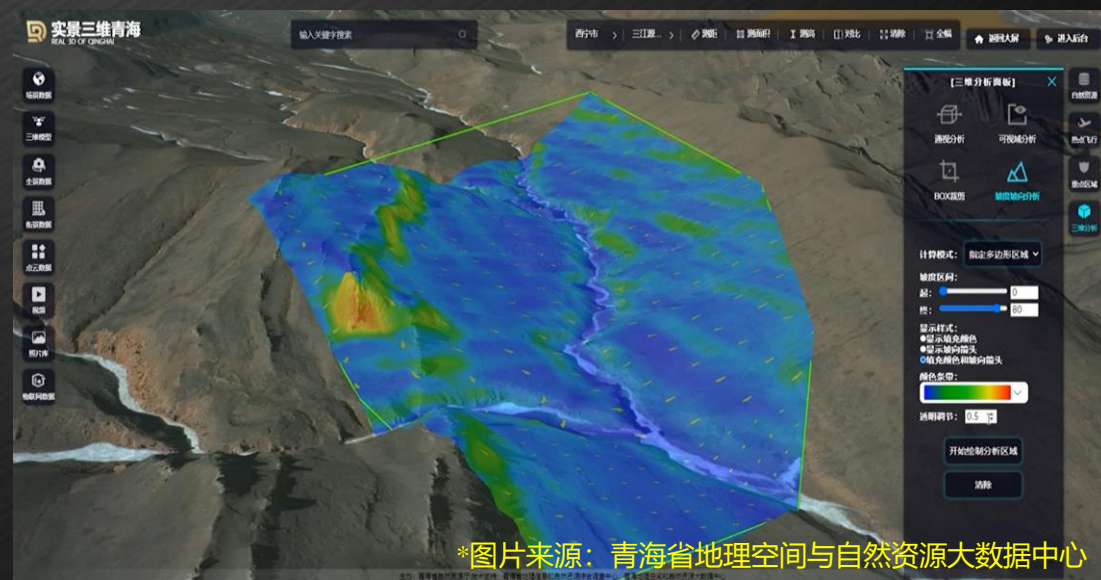 实景三维青海
REAL 3D OF QINGHAI
输入关键字搜索
西宁市
三江源...
测距
测面积
测高
对比
清除
全幅
返回大屏
进入后台
场景数据
三维模型
全景数据
街景数据
点云数据
视频
照片库
物联网数据
[三维分析面板]
通视分析
可视域分析
BOX裁剪
坡度坡向分析
计算模式：
指定多边形区域
坡度区间：
起：
0
终：
80
显示样式：
显示填充颜色
显示坡向箭头
填充颜色和坡向箭头
颜色条带：
透明调节：
0.5
开始绘制分析区域
清除
自然资源
热点飞行
重点区域
三维分析
*图片来源：青海省地理空间与自然资源大数据中心